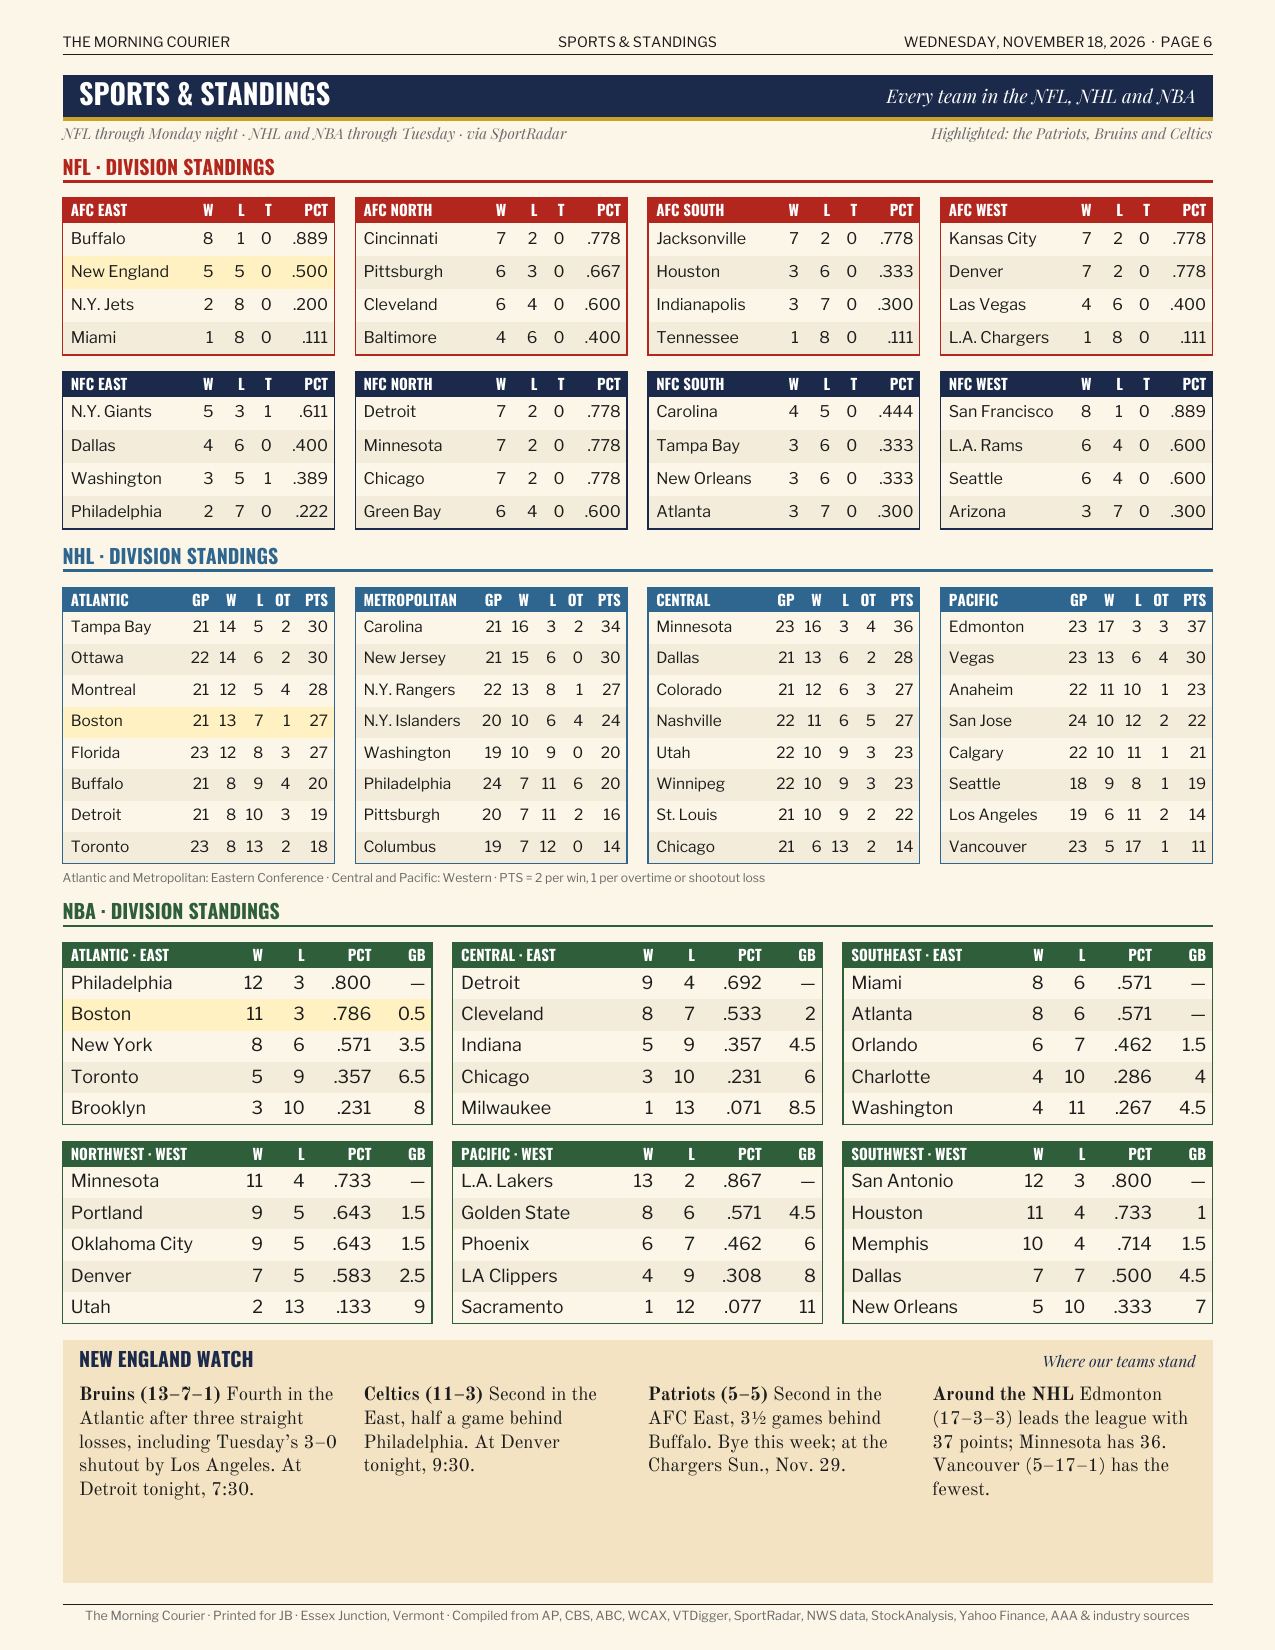 THE MORNING COURIER SPORTS & STANDINGS WEDNESDAY, NOVEMBER 18, 2026 · PAGE 6
SPORTS & STANDINGS Every team in the NFL, NHL and NBA
NFL through Monday night · NHL and NBA through Tuesday · via SportRadar Highlighted: the Patriots, Bruins and Celtics
NFL · DIVISION STANDINGS
AFC EAST W L T PCT
Buffalo 8 1 0 .889
New England 5 5 0 .500
N.Y. Jets 2 8 0 .200
Miami 1 8 0 .111
AFC NORTH W L T PCT
Cincinnati 7 2 0 .778
Pittsburgh 6 3 0 .667
Cleveland 6 4 0 .600
Baltimore 4 6 0 .400
AFC SOUTH W L T PCT
Jacksonville 7 2 0 .778
Houston 3 6 0 .333
Indianapolis 3 7 0 .300
Tennessee 1 8 0 .111
AFC WEST W L T PCT
Kansas City 7 2 0 .778
Denver 7 2 0 .778
Las Vegas 4 6 0 .400
L.A. Chargers 1 8 0 .111
NFC EAST W L T PCT
N.Y. Giants 5 3 1 .611
Dallas 4 6 0 .400
Washington 3 5 1 .389
Philadelphia 2 7 0 .222
NFC NORTH W L T PCT
Detroit 7 2 0 .778
Minnesota 7 2 0 .778
Chicago 7 2 0 .778
Green Bay 6 4 0 .600
NFC SOUTH W L T PCT
Carolina 4 5 0 .444
Tampa Bay 3 6 0 .333
New Orleans 3 6 0 .333
Atlanta 3 7 0 .300
NFC WEST W L T PCT
San Francisco 8 1 0 .889
L.A. Rams 6 4 0 .600
Seattle 6 4 0 .600
Arizona 3 7 0 .300
NHL · DIVISION STANDINGS
ATLANTIC GP W L OT PTS
Tampa Bay 21 14 5 2 30
Ottawa 22 14 6 2 30
Montreal 21 12 5 4 28
Boston 21 13 7 1 27
Florida 23 12 8 3 27
Buffalo 21 8 9 4 20
Detroit 21 8 10 3 19
Toronto 23 8 13 2 18
METROPOLITAN GP W L OT PTS
Carolina 21 16 3 2 34
New Jersey 21 15 6 0 30
N.Y. Rangers 22 13 8 1 27
N.Y. Islanders 20 10 6 4 24
Washington 19 10 9 0 20
Philadelphia 24 7 11 6 20
Pittsburgh 20 7 11 2 16
Columbus 19 7 12 0 14
CENTRAL GP W L OT PTS
Minnesota 23 16 3 4 36
Dallas 21 13 6 2 28
Colorado 21 12 6 3 27
Nashville 22 11 6 5 27
Utah 22 10 9 3 23
Winnipeg 22 10 9 3 23
St. Louis 21 10 9 2 22
Chicago 21 6 13 2 14
PACIFIC GP W L OT PTS
Edmonton 23 17 3 3 37
Vegas 23 13 6 4 30
Anaheim 22 11 10 1 23
San Jose 24 10 12 2 22
Calgary 22 10 11 1 21
Seattle 18 9 8 1 19
Los Angeles 19 6 11 2 14
Vancouver 23 5 17 1 11
Atlantic and Metropolitan: Eastern Conference · Central and Pacific: Western · PTS = 2 per win, 1 per overtime or shootout loss
NBA · DIVISION STANDINGS
ATLANTIC · EAST W L PCT GB
Philadelphia 12 3 .800 —
Boston 11 3 .786 0.5
New York 8 6 .571 3.5
Toronto 5 9 .357 6.5
Brooklyn 3 10 .231 8
CENTRAL · EAST W L PCT GB
Detroit 9 4 .692 —
Cleveland 8 7 .533 2
Indiana 5 9 .357 4.5
Chicago 3 10 .231 6
Milwaukee 1 13 .071 8.5
SOUTHEAST · EAST W L PCT GB
Miami 8 6 .571 —
Atlanta 8 6 .571 —
Orlando 6 7 .462 1.5
Charlotte 4 10 .286 4
Washington 4 11 .267 4.5
NORTHWEST · WEST W L PCT GB
Minnesota 11 4 .733 —
Portland 9 5 .643 1.5
Oklahoma City 9 5 .643 1.5
Denver 7 5 .583 2.5
Utah 2 13 .133 9
PACIFIC · WEST W L PCT GB
L.A. Lakers 13 2 .867 —
Golden State 8 6 .571 4.5
Phoenix 6 7 .462 6
LA Clippers 4 9 .308 8
Sacramento 1 12 .077 11
SOUTHWEST · WEST W L PCT GB
San Antonio 12 3 .800 —
Houston 11 4 .733 1
Memphis 10 4 .714 1.5
Dallas 7 7 .500 4.5
New Orleans 5 10 .333 7
NEW ENGLAND WATCH Where our teams stand
Bruins (13–7–1) Fourth in the
Atlantic after three straight
losses, including Tuesday's 3–0
shutout by Los Angeles. At
Detroit tonight, 7:30.
Celtics (11–3) Second in the
East, half a game behind
Philadelphia. At Denver
tonight, 9:30.
Patriots (5–5) Second in the
AFC East, 3½ games behind
Buffalo. Bye this week; at the
Chargers Sun., Nov. 29.
Around the NHL Edmonton
(17–3–3) leads the league with
37 points; Minnesota has 36.
Vancouver (5–17–1) has the
fewest.
The Morning Courier · Printed for JB · Essex Junction, Vermont · Compiled from AP, CBS, ABC, WCAX, VTDigger, SportRadar, NWS data, StockAnalysis, Yahoo Finance, AAA & industry sources